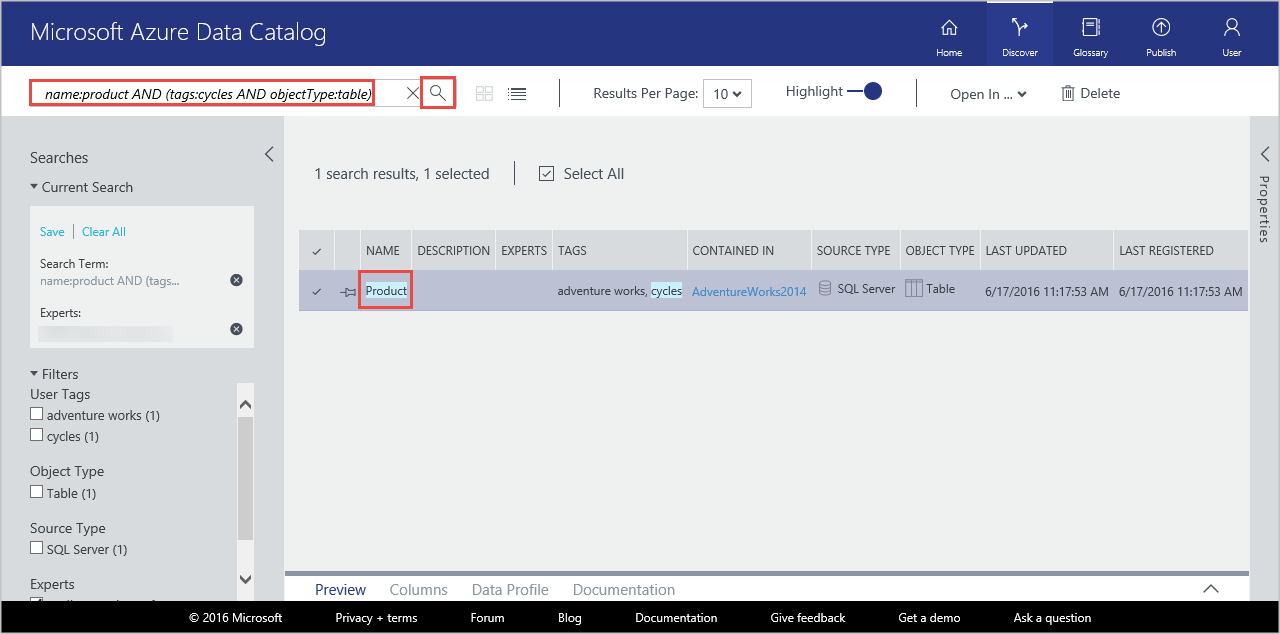 Microsoft Azure Data Catalog
Home
Discover
Glossary
Publish
User
name:product AND (tags:cycles AND objectType:table)
Results Per Page:
10
Highlight
Open In ...
Delete
Searches
Current Search
Save
Clear All
Search Term:
name:product AND (tags...
Experts:
Filters
User Tags
adventure works (1)
cycles (1)
Object Type
Table (1)
Source Type
SQL Server (1)
Experts
1 search results, 1 selected
Select All
NAME DESCRIPTION EXPERTS TAGS CONTAINED IN SOURCE TYPE OBJECT TYPE LAST UPDATED LAST REGISTERED
Product adventure works, cycles AdventureWorks2014 SQL Server Table 6/17/2016 11:17:53 AM 6/17/2016 11:17:53 AM
Properties
Preview Columns Data Profile Documentation
© 2016 Microsoft Privacy + terms Forum Blog Documentation Give feedback Get a demo Ask a question